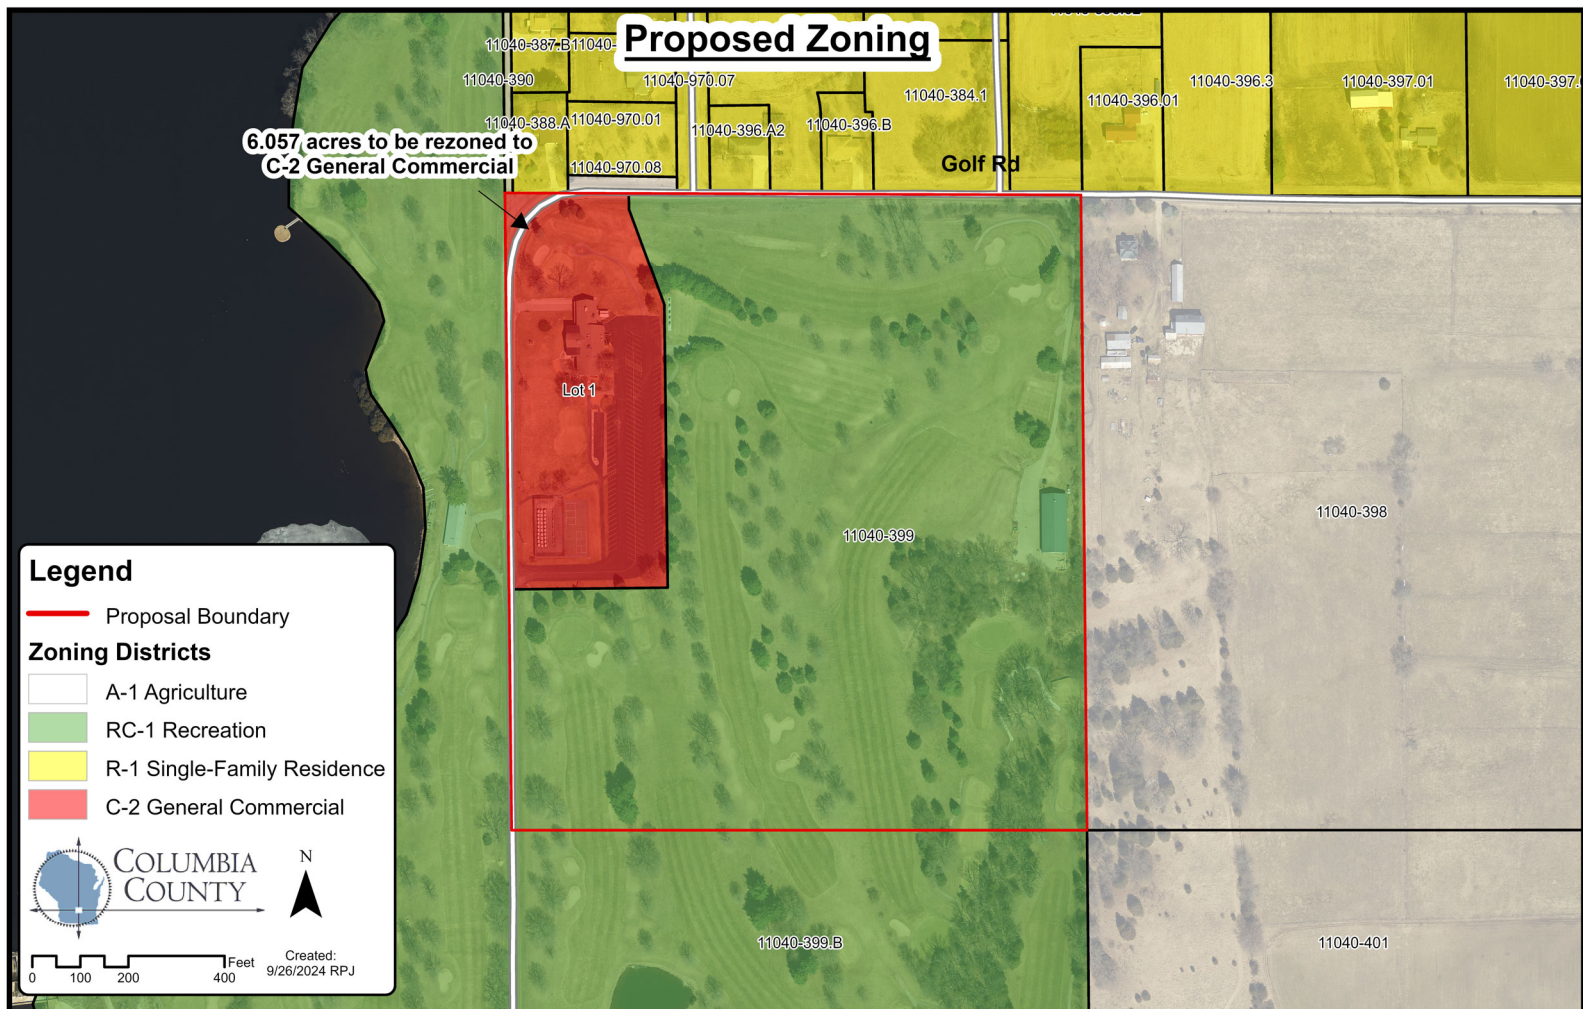 Proposed Zoning
11040-387.B
11040-
11040-390
11040-970.07
11040-384.1
11040-396.01
11040-396.3
11040-397.01
11040-397.
11040-388.A
11040-970.01
11040-396.A2
11040-396.B
11040-970.08
Golf Rd
6.057 acres to be rezoned to
C-2 General Commercial
Lot 1
11040-399
11040-398
11040-399.B
11040-401
Legend
Proposal Boundary
Zoning Districts
A-1 Agriculture
RC-1 Recreation
R-1 Single-Family Residence
C-2 General Commercial
COLUMBIA
COUNTY
N
0 100 200 400 Feet
Created:
9/26/2024 RPJ